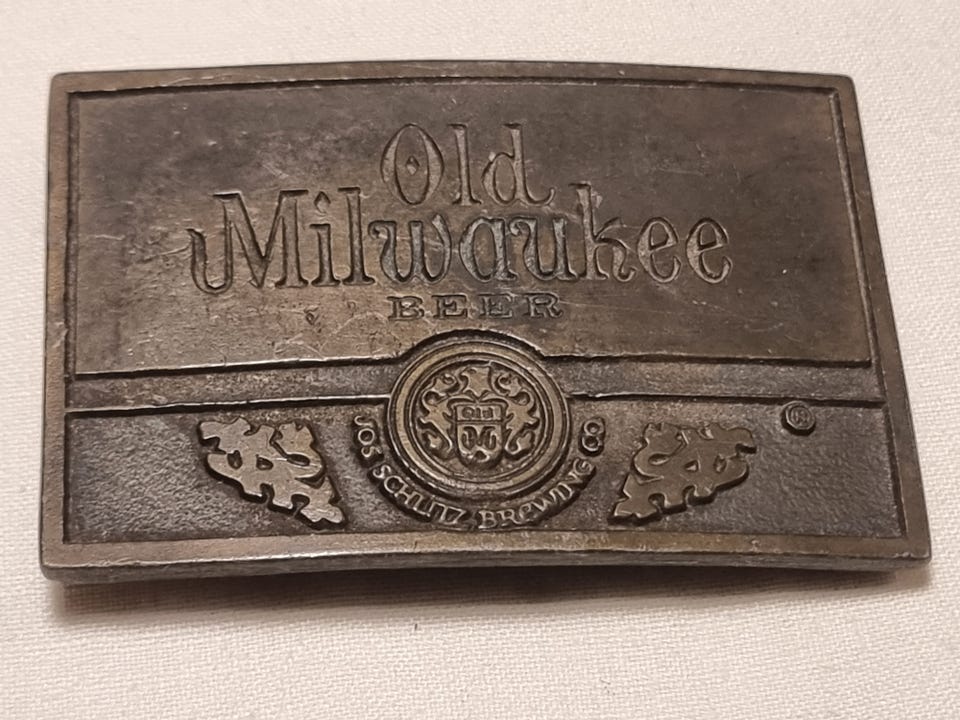 Old
Milwaukee
BEER
®
JOS SCHLITZ BREWING CO